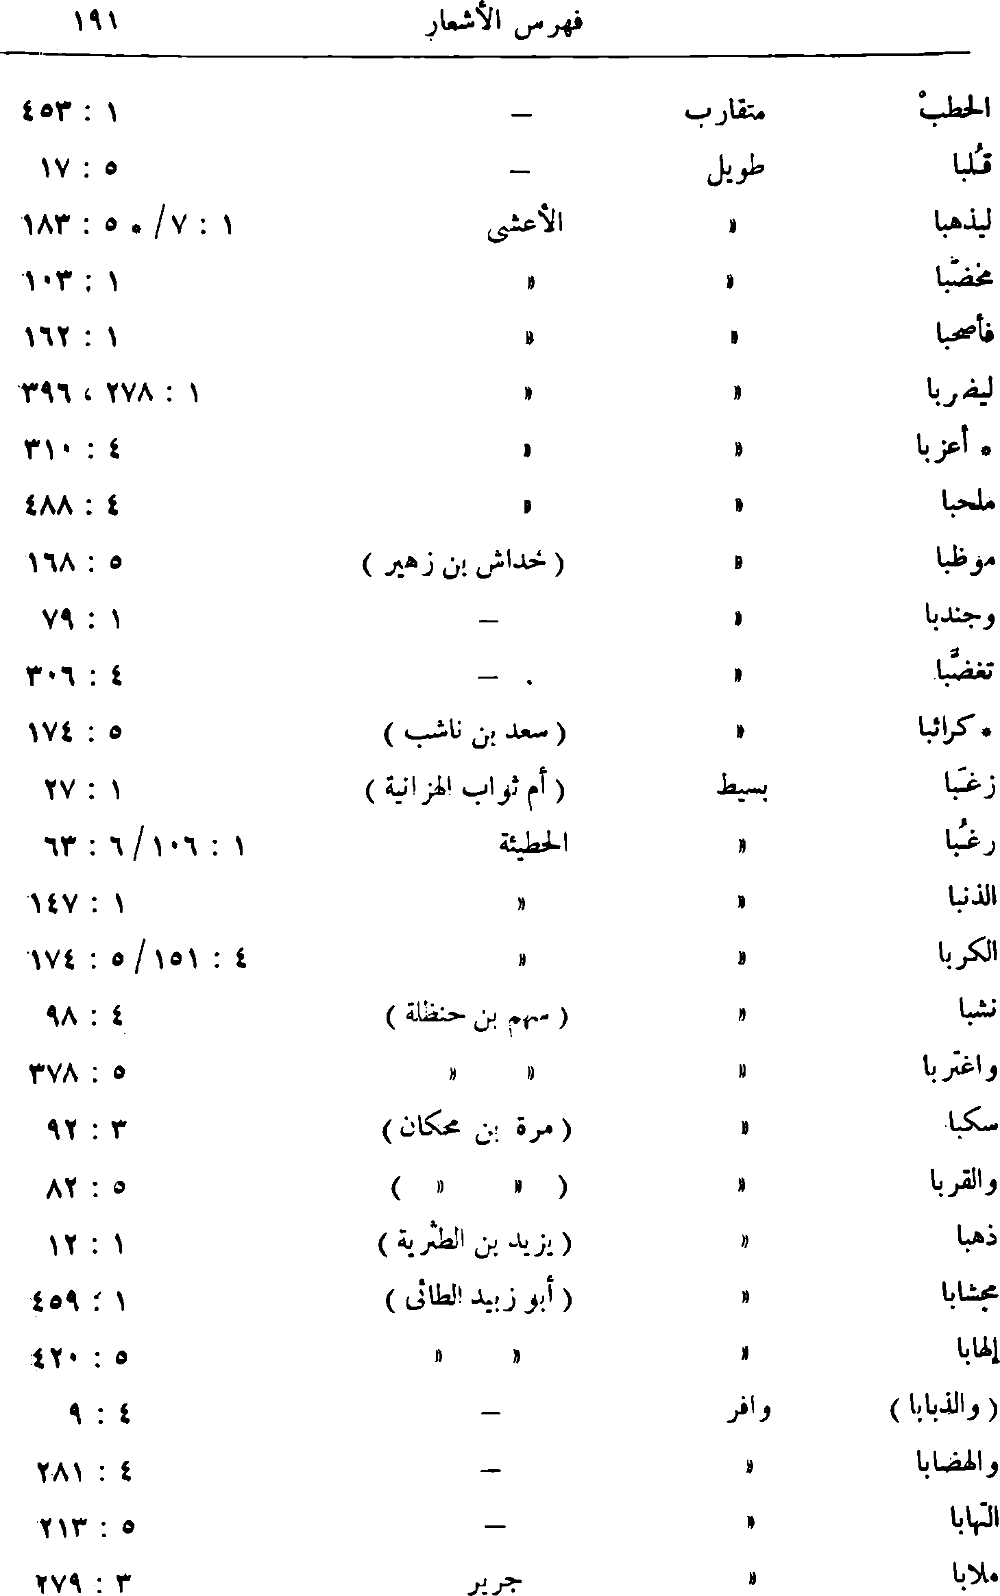 فهرس الأشعار ١٩١
الحطبْ متقارب — ١ : ٤٥٣
قُلبا طويل — ٥ : ١٧
ليذهبا « الأعشى ١ : ٧ / * ٥ : ١٨٣
مخضّبا « « ١ : ١٠٣
فأصحبا « « ١ : ١٦٢
ليضربا « « ١ : ٢٧٨ ، ٣٩٦
* أعزبا « « ٤ : ٣١٠
ملحبا « « ٤ : ٤٨٨
موظبا « ( خداش بن زهير ) ٥ : ١٦٨
وجندبا « — ١ : ٧٩
تغضّبا « — ٤ : ٣٠٦
* كرائبا « ( سعد بن ناشب ) ٥ : ١٧٤
زغَبا بسيط ( أم ثواب الهزانية ) ١ : ٢٧
رغُبا « الحطيئة ١ : ١٠٦ / ٦ : ٦٣
الذنبا « « ١ : ١٤٧
الكربا « « ٤ : ١٥١ / ٥ : ١٧٤
نشبا « ( سهم بن حنظلة ) ٤ : ٩٨
واغتربا « « « ٥ : ٣٧٨
سكبا « ( مرة بن محكان ) ٣ : ٩٢
والقربا « ( « « ) ٥ : ٨٢
ذهبا « ( يزيد بن الطثرية ) ١ : ١٢
مجشابا « ( أبو زبيد الطائى ) ١ : ٤٥٩
إلهابا « « « ٥ : ٤٢٠
( والذبابا ) وافر — ٤ : ٩
والهضابا « — ٤ : ٢٨١
التهابا « — ٥ : ٢١٣
ملابا « جرير ٣ : ٢٧٩